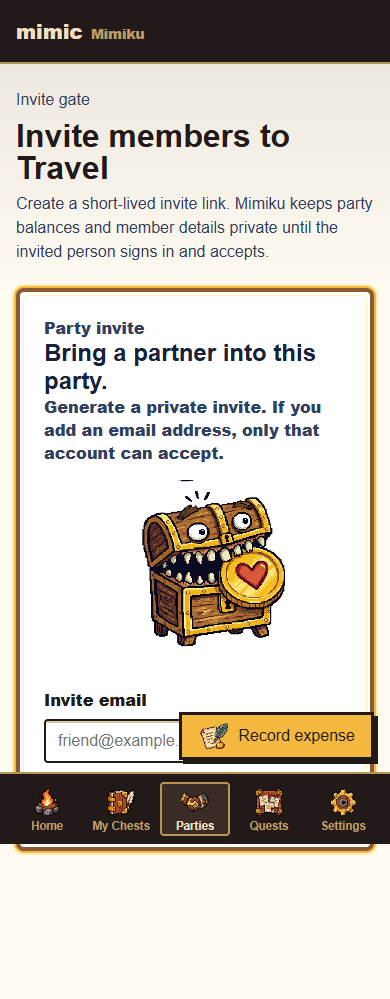 mimic Mimiku
Invite gate
Invite members to
Travel
Create a short-lived invite link. Mimiku keeps party
balances and member details private until the
invited person signs in and accepts.
Party invite
Bring a partner into this
party.
Generate a private invite. If you
add an email address, only that
account can accept.
Invite email
friend@example.
Record expense
Home My Chests Parties Quests Settings